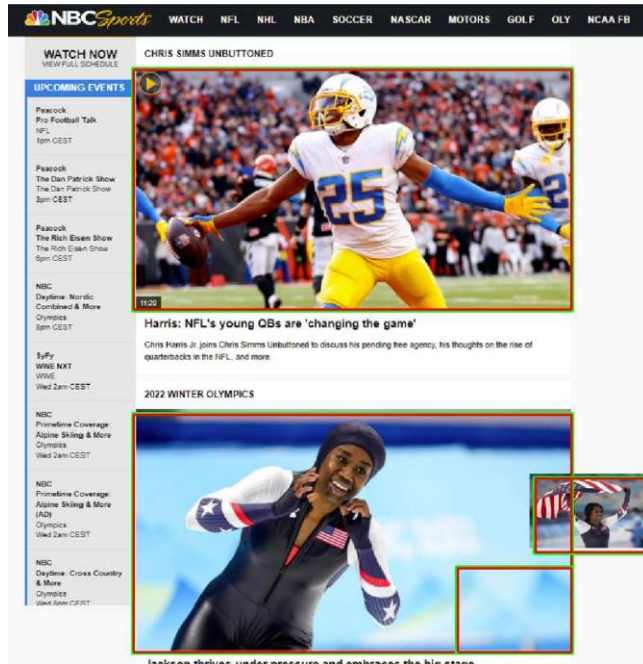 NBC Sports WATCH NFL NHL NBA SOCCER NASCAR MOTORS GOLF OLY NCAA FB
WATCH NOW
VIEW FULL SCHEDULE
UPCOMING EVENTS
Peacock
Pro Football Talk
NFL
1pm CEST
Peacock
The Dan Patrick Show
The Dan Patrick Show
3pm CEST
Peacock
The Rich Eisen Show
The Rich Eisen Show
6pm CEST
NBC
Daytime: Nordic
Combined & More
Olympics
8pm CEST
SyFy
WWE NXT
WWE
Wed 2am CEST
NBC
Primetime Coverage:
Alpine Skiing & More
Olympics
Wed 2am CEST
NBC
Primetime Coverage:
Alpine Skiing & More
(AD)
Olympics
Wed 2am CEST
NBC
Daytime: Cross Country
& More
Olympics
CHRIS SIMMS UNBUTTONED
25
2
11:20
Harris: NFL's young QBs are 'changing the game'
Chris Harris Jr. joins Chris Simms Unbuttoned to discuss his pending free agency, his thoughts on the rise of
quarterbacks in the NFL, and more.
2022 WINTER OLYMPICS
Jackson thrives under pressure and embraces the big stage